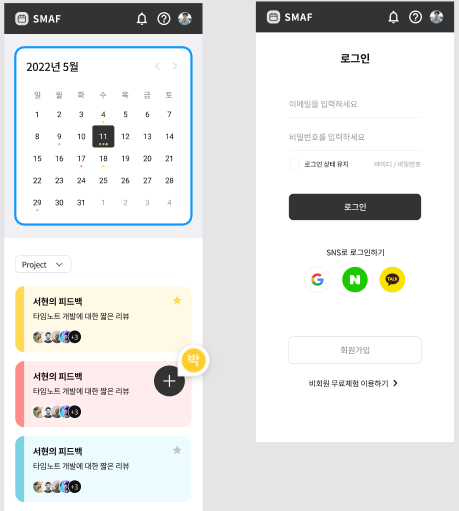 SMAF
2022년 5월
일 월 화 수 목 금 토
1 2 3 4 5 6 7
8 9 10 11 12 13 14
15 16 17 18 19 20 21
22 23 24 25 26 27 28
29 30 31 1 2 3 4
Project
서현의 피드백
타임노트 개발에 대한 짧은 리뷰
+3
박
서현의 피드백
타임노트 개발에 대한 짧은 리뷰
+3
서현의 피드백
타임노트 개발에 대한 짧은 리뷰
+3
SMAF
로그인
이메일을 입력하세요
비밀번호를 입력하세요
로그인 상태 유지
아이디 / 비밀번호
로그인
SNS로 로그인하기
G
N
TALK
회원가입
비회원 무료체험 이용하기